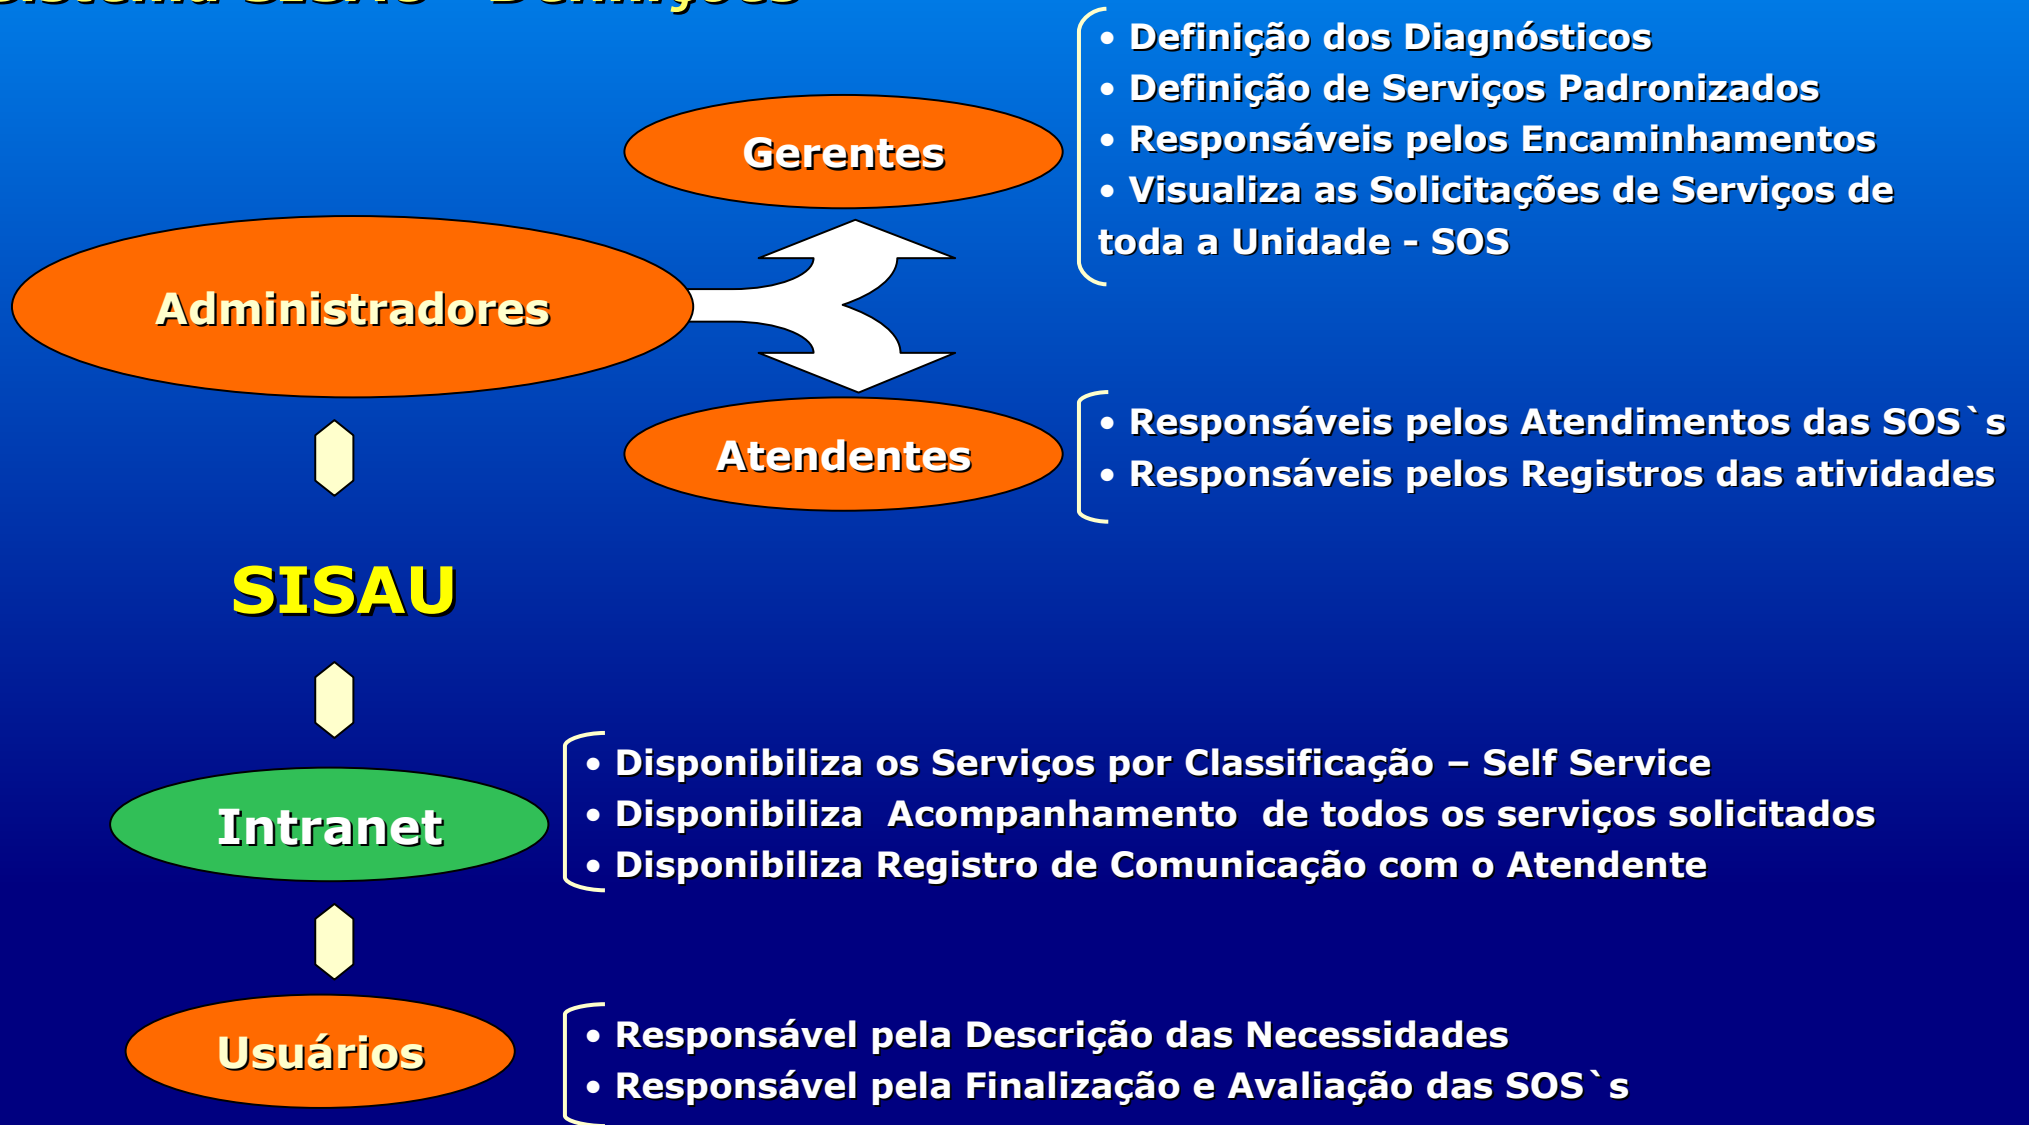 Sistema SISAU - Definições
• Definição dos Diagnósticos
• Definição de Serviços Padronizados
• Responsáveis pelos Encaminhamentos
• Visualiza as Solicitações de Serviços de
toda a Unidade – SOS
Gerentes
Administradores
Atendentes
• Responsáveis pelos Atendimentos das SOS`s
• Responsáveis pelos Registros das atividades
SISAU
Intranet
• Disponibiliza os Serviços por Classificação – Self Service
• Disponibiliza  Acompanhamento  de todos os serviços solicitados
• Disponibiliza Registro de Comunicação com o Atendente
Usuários
• Responsável pela Descrição das Necessidades
• Responsável pela Finalização e Avaliação das SOS`s